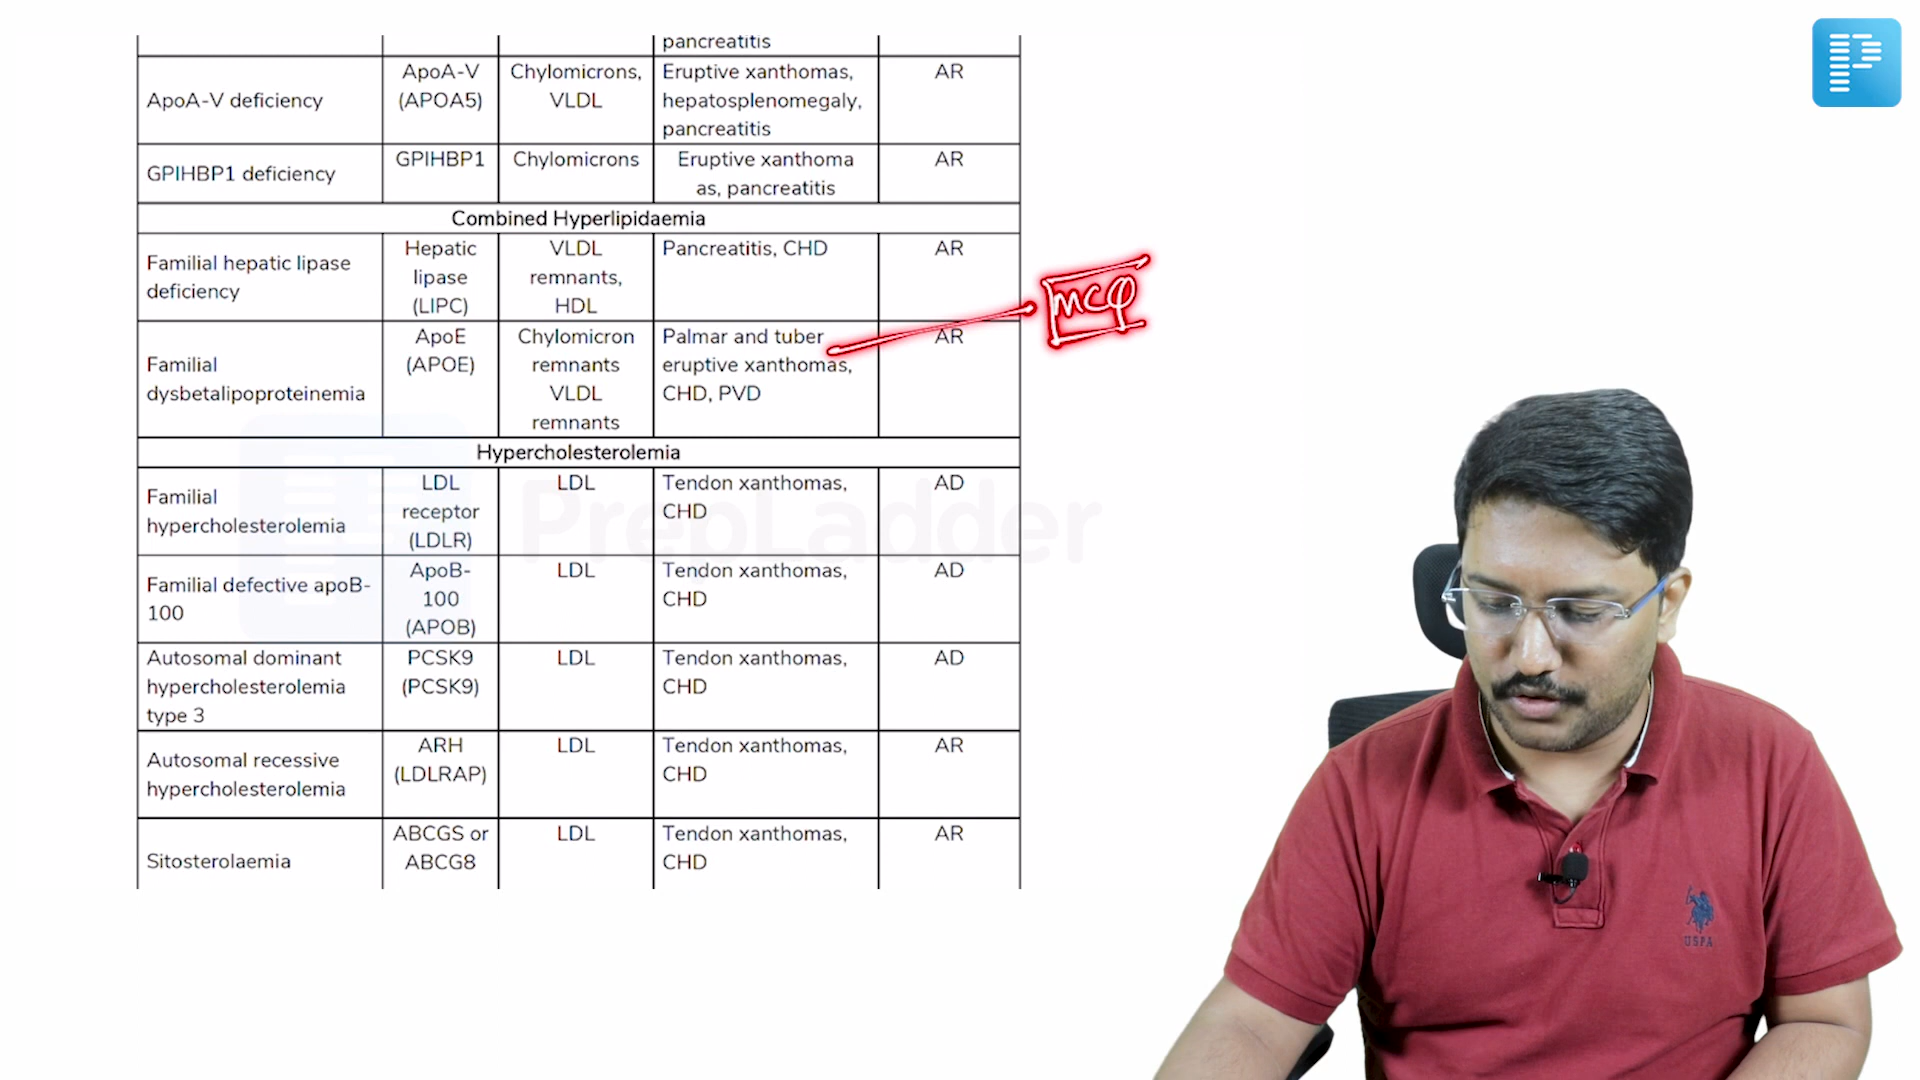 pancreatitis
ApoA-V deficiency
ApoA-V
(APOA5)
Chylomicrons,
VLDL
Eruptive xanthomas,
hepatosplenomegaly,
pancreatitis
AR
GPIHBP1 deficiency
GPIHBP1
Chylomicrons
Eruptive xanthoma
as, pancreatitis
AR
Combined Hyperlipidaemia
Familial hepatic lipase
deficiency
Hepatic
lipase
(LIPC)
VLDL
remnants,
HDL
Pancreatitis, CHD
AR
MCQ
Familial
dysbetalipoproteinemia
ApoE
(APOE)
Chylomicron
remnants
VLDL
remnants
Palmar and tuber
eruptive xanthomas,
CHD, PVD
AR
Hypercholesterolemia
Familial
hypercholesterolemia
LDL
receptor
(LDLR)
LDL
Tendon xanthomas,
CHD
AD
PrepLadder
Familial defective apoB-
100
ApoB-
100
(APOB)
LDL
Tendon xanthomas,
CHD
AD
Autosomal dominant
hypercholesterolemia
type 3
PCSK9
(PCSK9)
LDL
Tendon xanthomas,
CHD
AD
Autosomal recessive
hypercholesterolemia
ARH
(LDLRAP)
LDL
Tendon xanthomas,
CHD
AR
Sitosterolaemia
ABCGS or
ABCG8
LDL
Tendon xanthomas,
CHD
AR
USPA